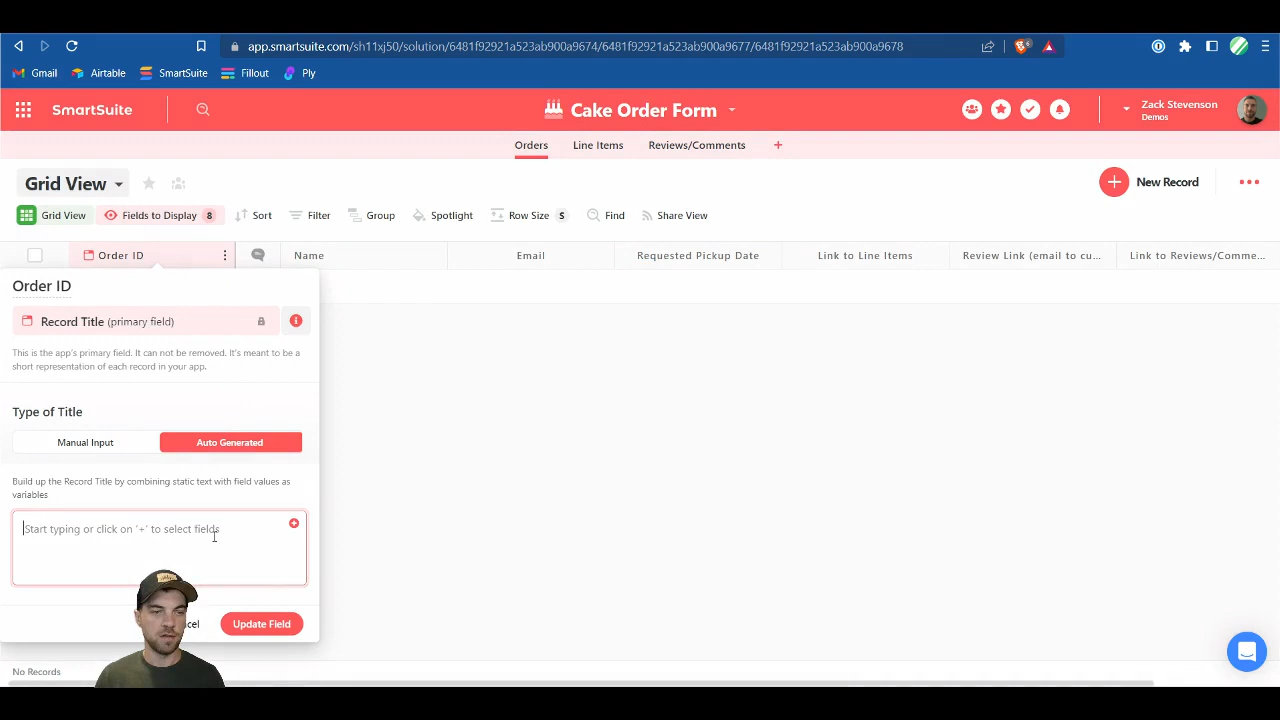 app.smartsuite.com/sh11xj50/solution/6481f92921a523ab900a9674/6481f92921a523ab900a9677/6481f92921a523ab900a9678
6
Gmail Airtable SmartSuite Fillout Ply
SmartSuite
Cake Order Form
Zack Stevenson
Demos
Orders Line Items Reviews/Comments +
Grid View
New Record
Grid View Fields to Display 8 Sort Filter Group Spotlight Row Size S Find Share View
Order ID Name Email Requested Pickup Date Link to Line Items Review Link (email to cu... Link to Reviews/Comme...
Order ID
Record Title (primary field)
This is the app's primary field. It can not be removed. It's meant to be a
short representation of each record in your app.
Type of Title
Manual Input Auto Generated
Build up the Record Title by combining static text with field values as
variables
Start typing or click on '+' to select fields
cel Update Field
No Records